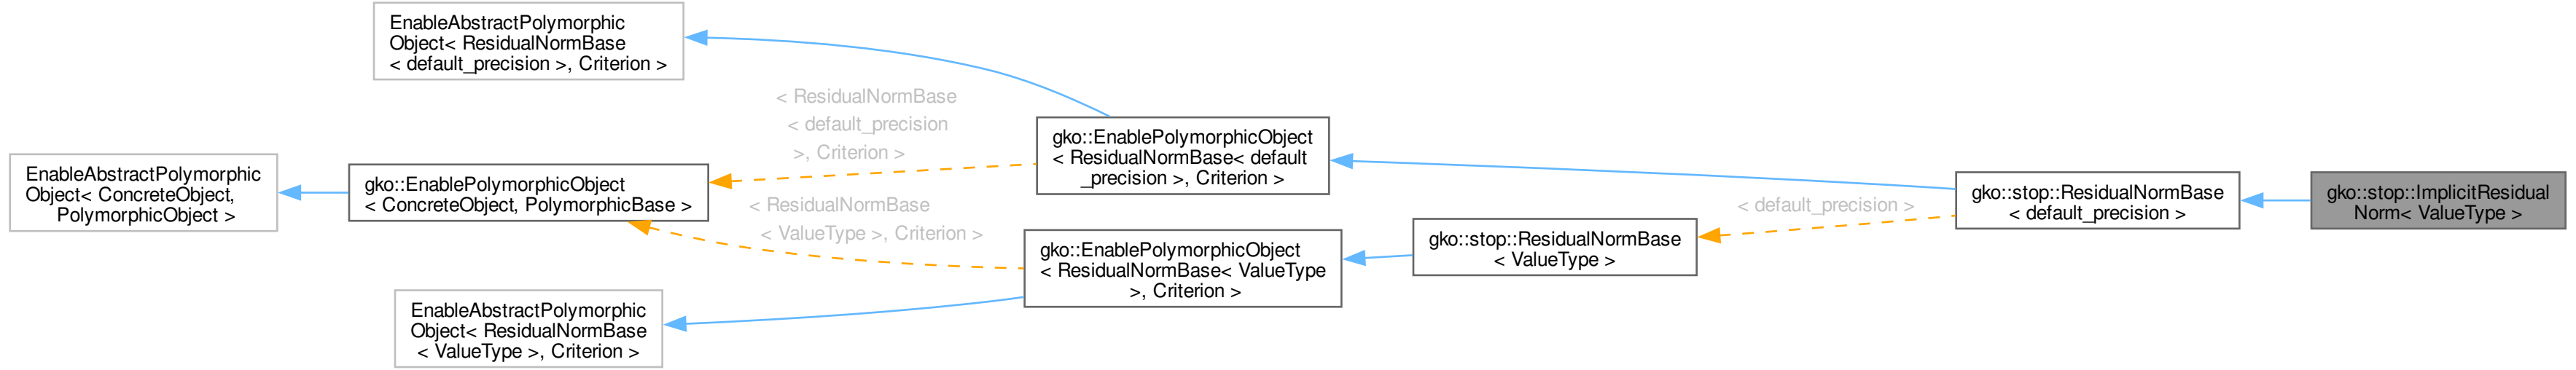 EnableAbstractPolymorphic
Object< ResidualNormBase
< default_precision >, Criterion >
< ResidualNormBase
< default_precision
>, Criterion >
gko::EnablePolymorphicObject
< ResidualNormBase< default
_precision >, Criterion >
EnableAbstractPolymorphic
Object< ConcreteObject,
PolymorphicObject >
gko::EnablePolymorphicObject
< ConcreteObject, PolymorphicBase >
< ResidualNormBase
< ValueType >, Criterion >
gko::EnablePolymorphicObject
< ResidualNormBase< ValueType
>, Criterion >
gko::stop::ResidualNormBase
< ValueType >
< default_precision >
gko::stop::ResidualNormBase
< default_precision >
gko::stop::ImplicitResidual
Norm< ValueType >
EnableAbstractPolymorphic
Object< ResidualNormBase
< ValueType >, Criterion >